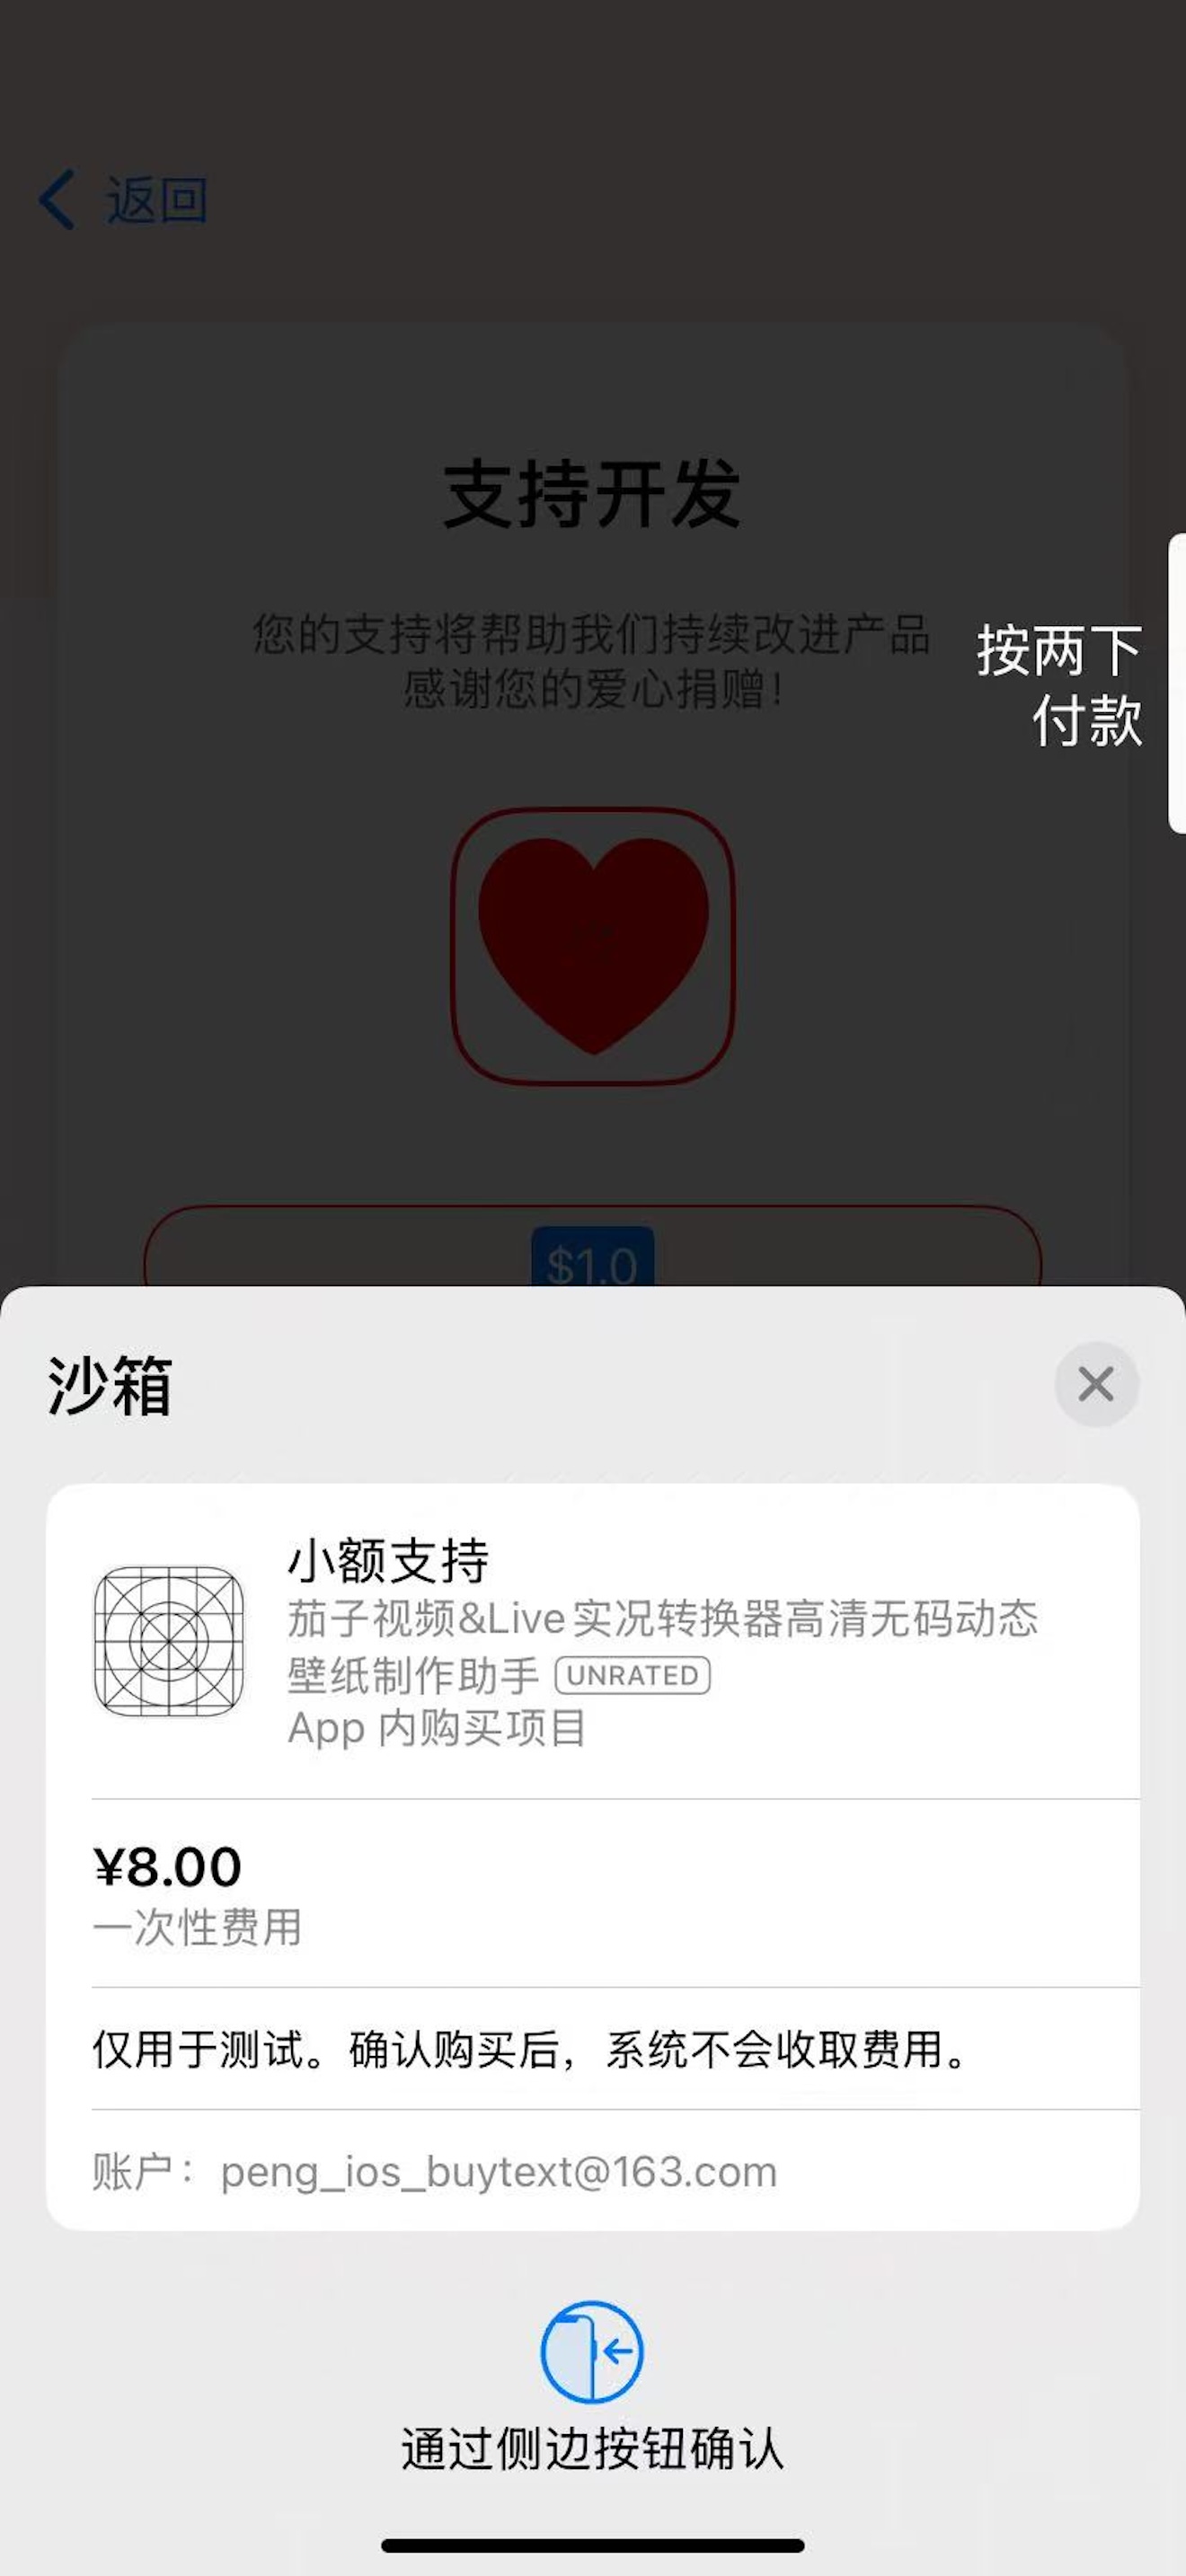 返回
支持开发
您的支持将帮助我们持续改进产品
感谢您的爱心捐赠！
按两下
付款
$1.0
沙箱
小额支持
茄子视频&Live实况转换器高清无码动态
壁纸制作助手 UNRATED
App 内购买项目
¥8.00
一次性费用
仅用于测试。确认购买后，系统不会收取费用。
账户：peng_ios_buytext@163.com
通过侧边按钮确认